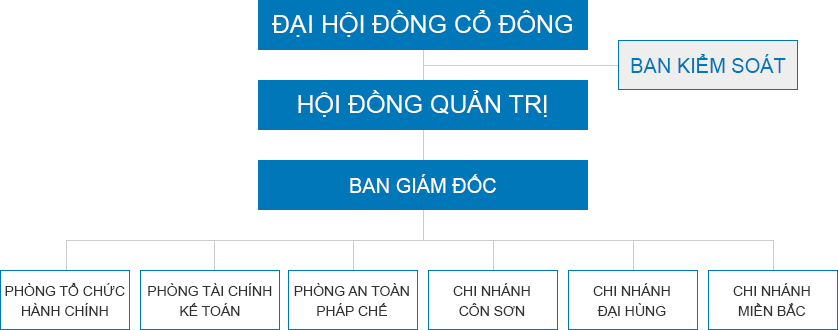 ĐẠI HỘI ĐỒNG CỔ ĐÔNG
BAN KIỂM SOÁT
HỘI ĐỒNG QUẢN TRỊ
BAN GIÁM ĐỐC
PHÒNG TỔ CHỨC
HÀNH CHÍNH
PHÒNG TÀI CHÍNH
KẾ TOÁN
PHÒNG AN TOÀN
PHÁP CHẾ
CHI NHÁNH
CÔN SƠN
CHI NHÁNH
ĐẠI HÙNG
CHI NHÁNH
MIỀN BẮC